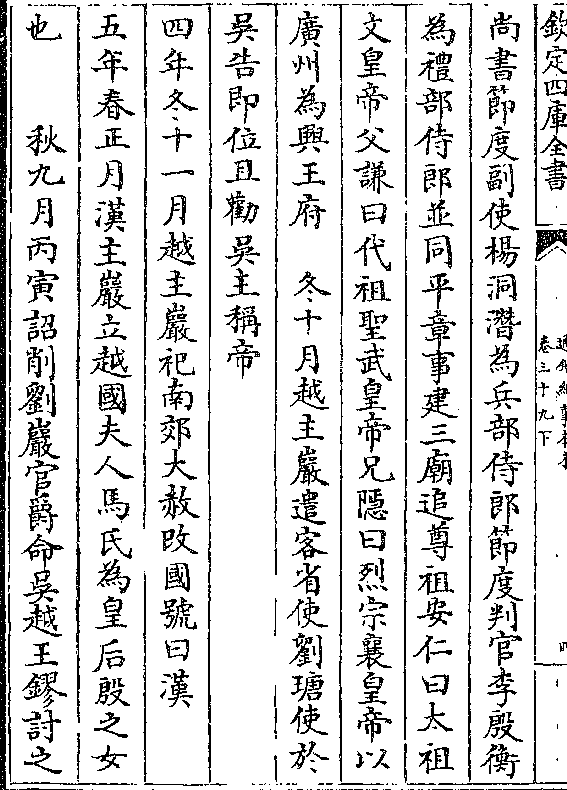 欽定四庫全書
卷三十九下
尚書節度副使楊洞潛為兵部侍郎節度判官李殷衡
為禮部侍郎並同平章事建三廟追尊祖安仁曰太祖
文皇帝父謙曰代祖聖武皇帝兄隱曰烈宗襄皇帝以
廣州為興王府　冬十月越主巖遣客省使劉瑭使於
吳告即位且勸吳主稱帝
四年冬十一月越主巖祀南郊大赦改國號曰漢
五年春正月漢主巖立越國夫人馬氏為皇后殷之女
也　秋九月丙寅詔削劉巖官爵命吳越王鏐討之